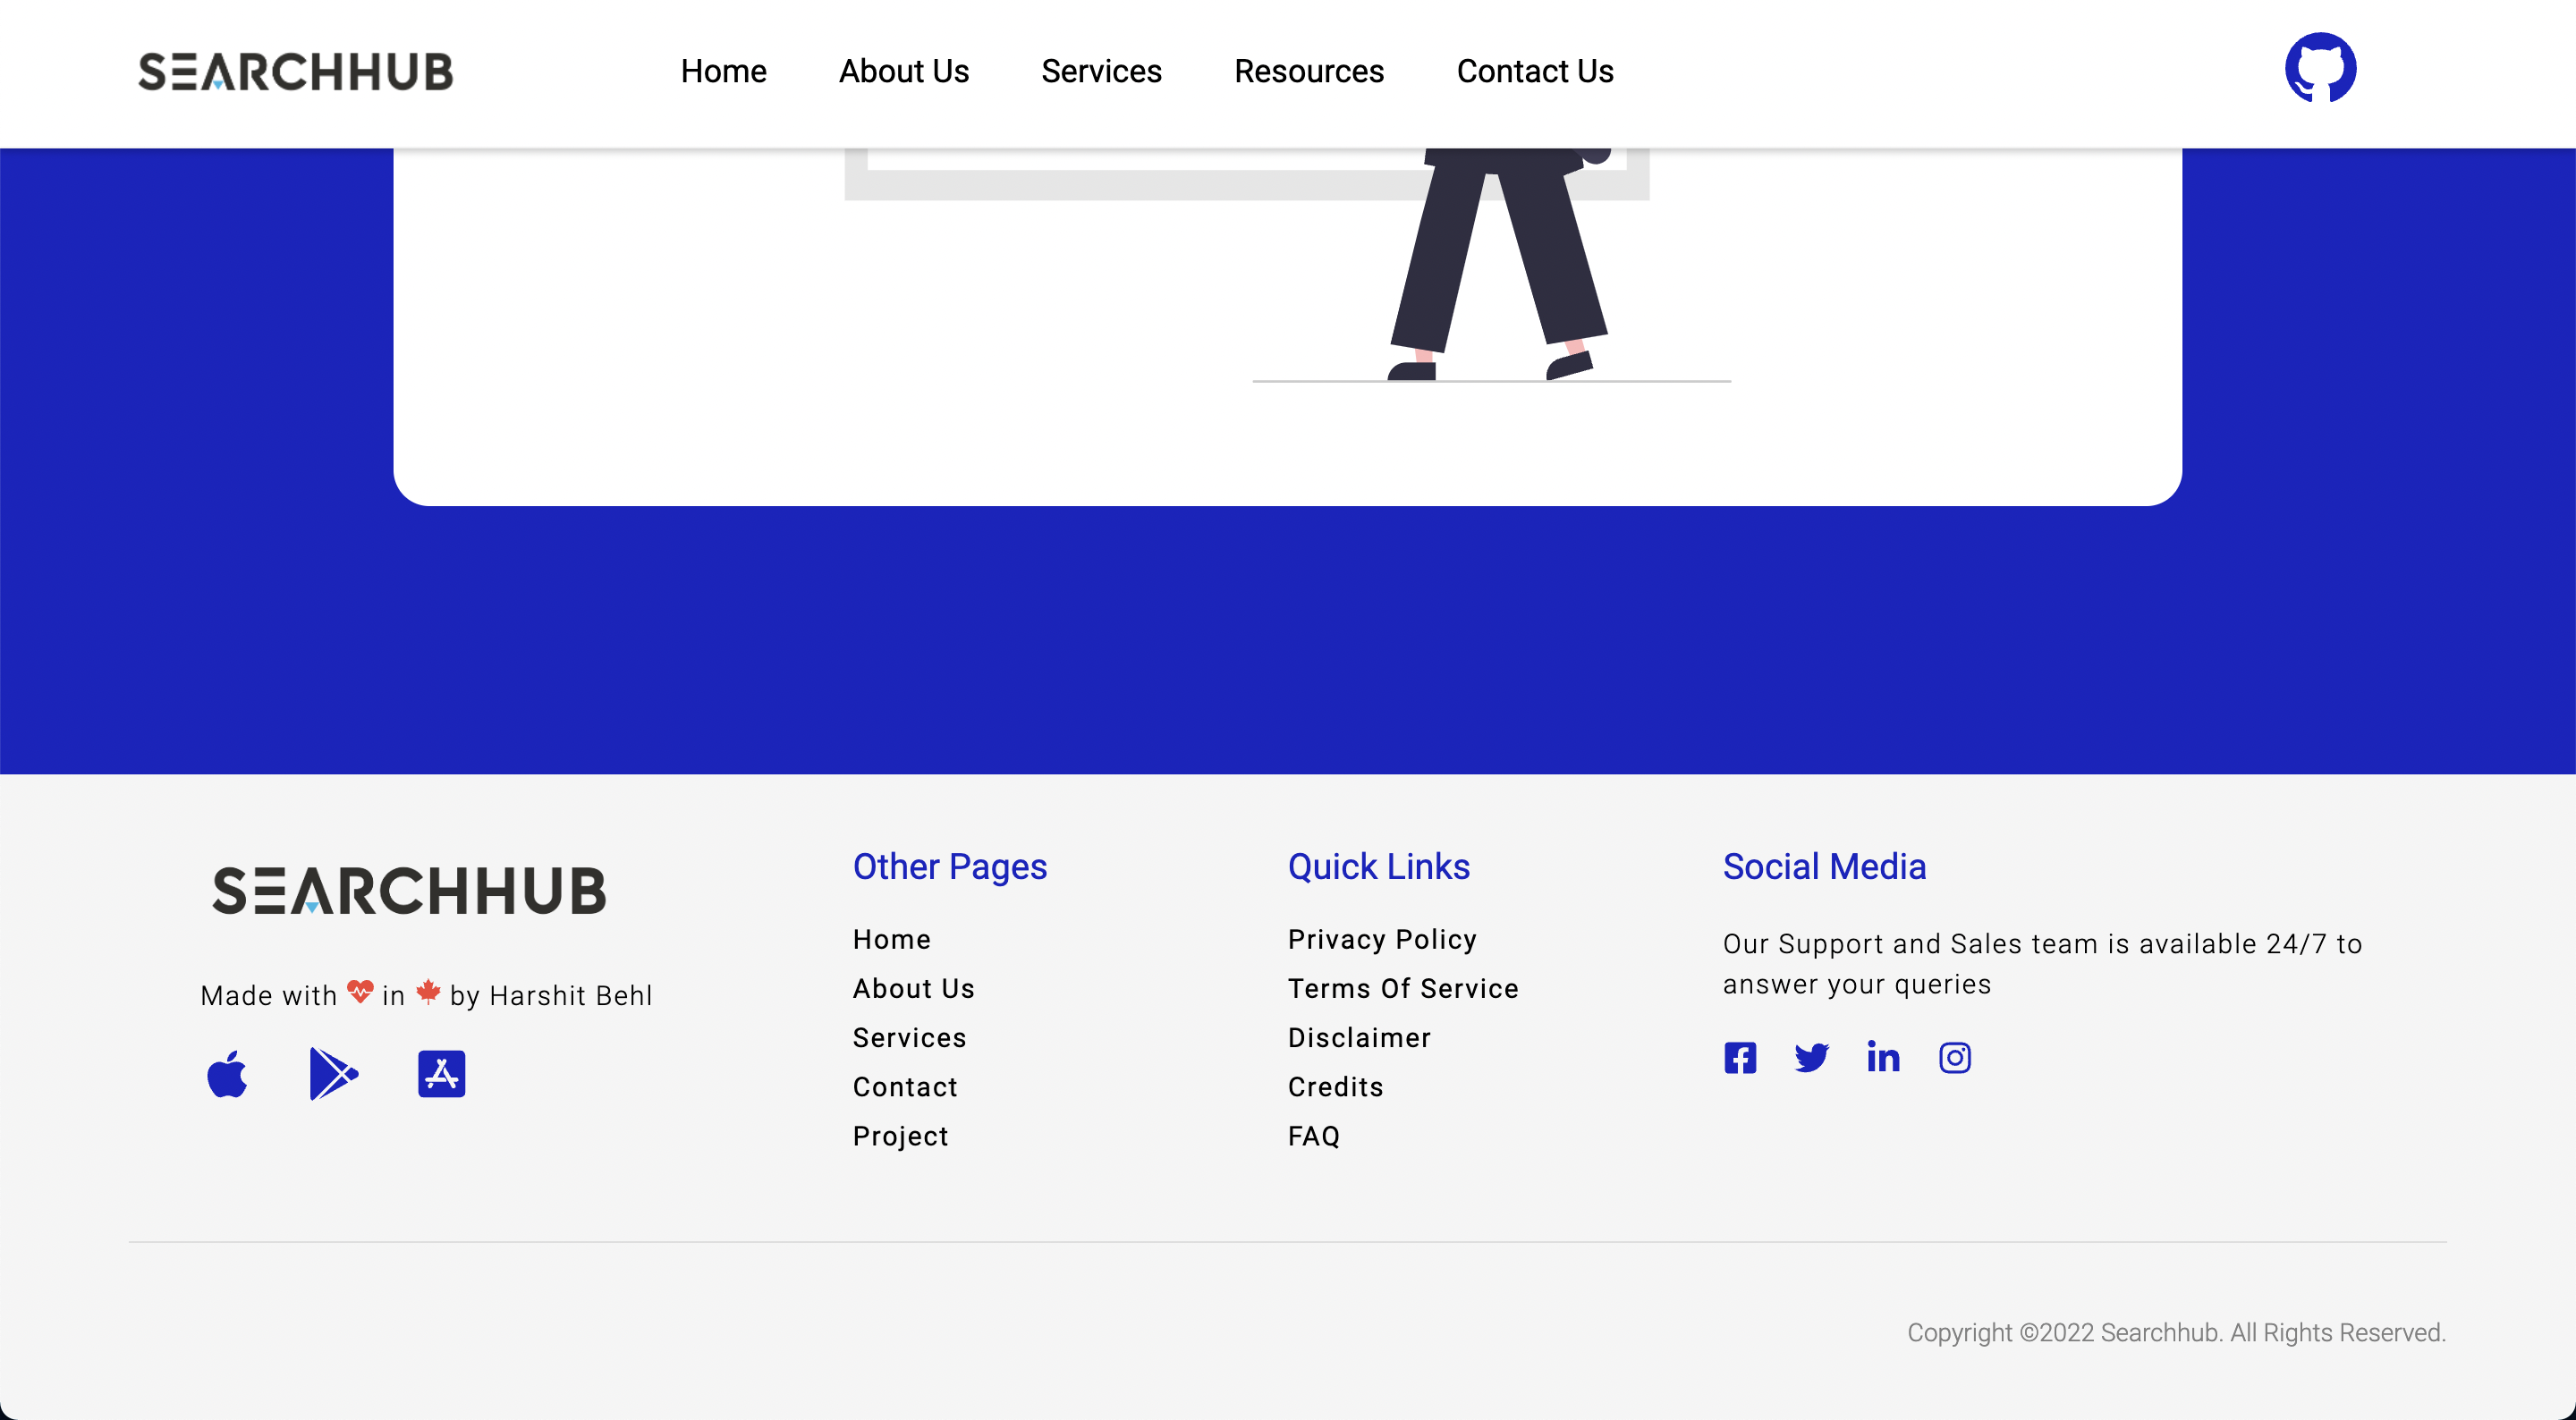 SEARCHHUB
Home About Us Services Resources Contact Us
SEARCHHUB
Made with in by Harshit Behl
Other Pages
Home
About Us
Services
Contact
Project
Quick Links
Privacy Policy
Terms Of Service
Disclaimer
Credits
FAQ
Social Media
Our Support and Sales team is available 24/7 to
answer your queries
Copyright ©2022 Searchhub. All Rights Reserved.